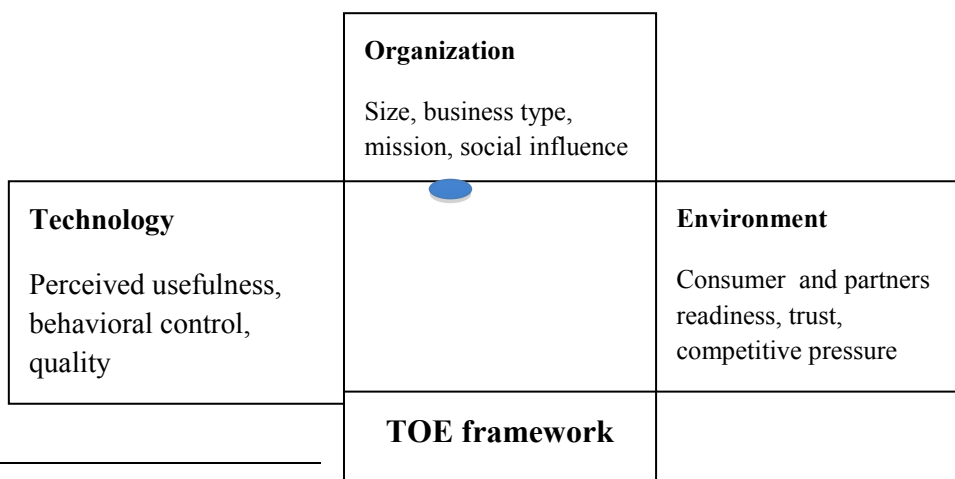 Organization
Size, business type,
mission, social influence
Technology
Perceived usefulness,
behavioral control,
quality
Environment
Consumer and partners
readiness, trust,
competitive pressure
TOE framework